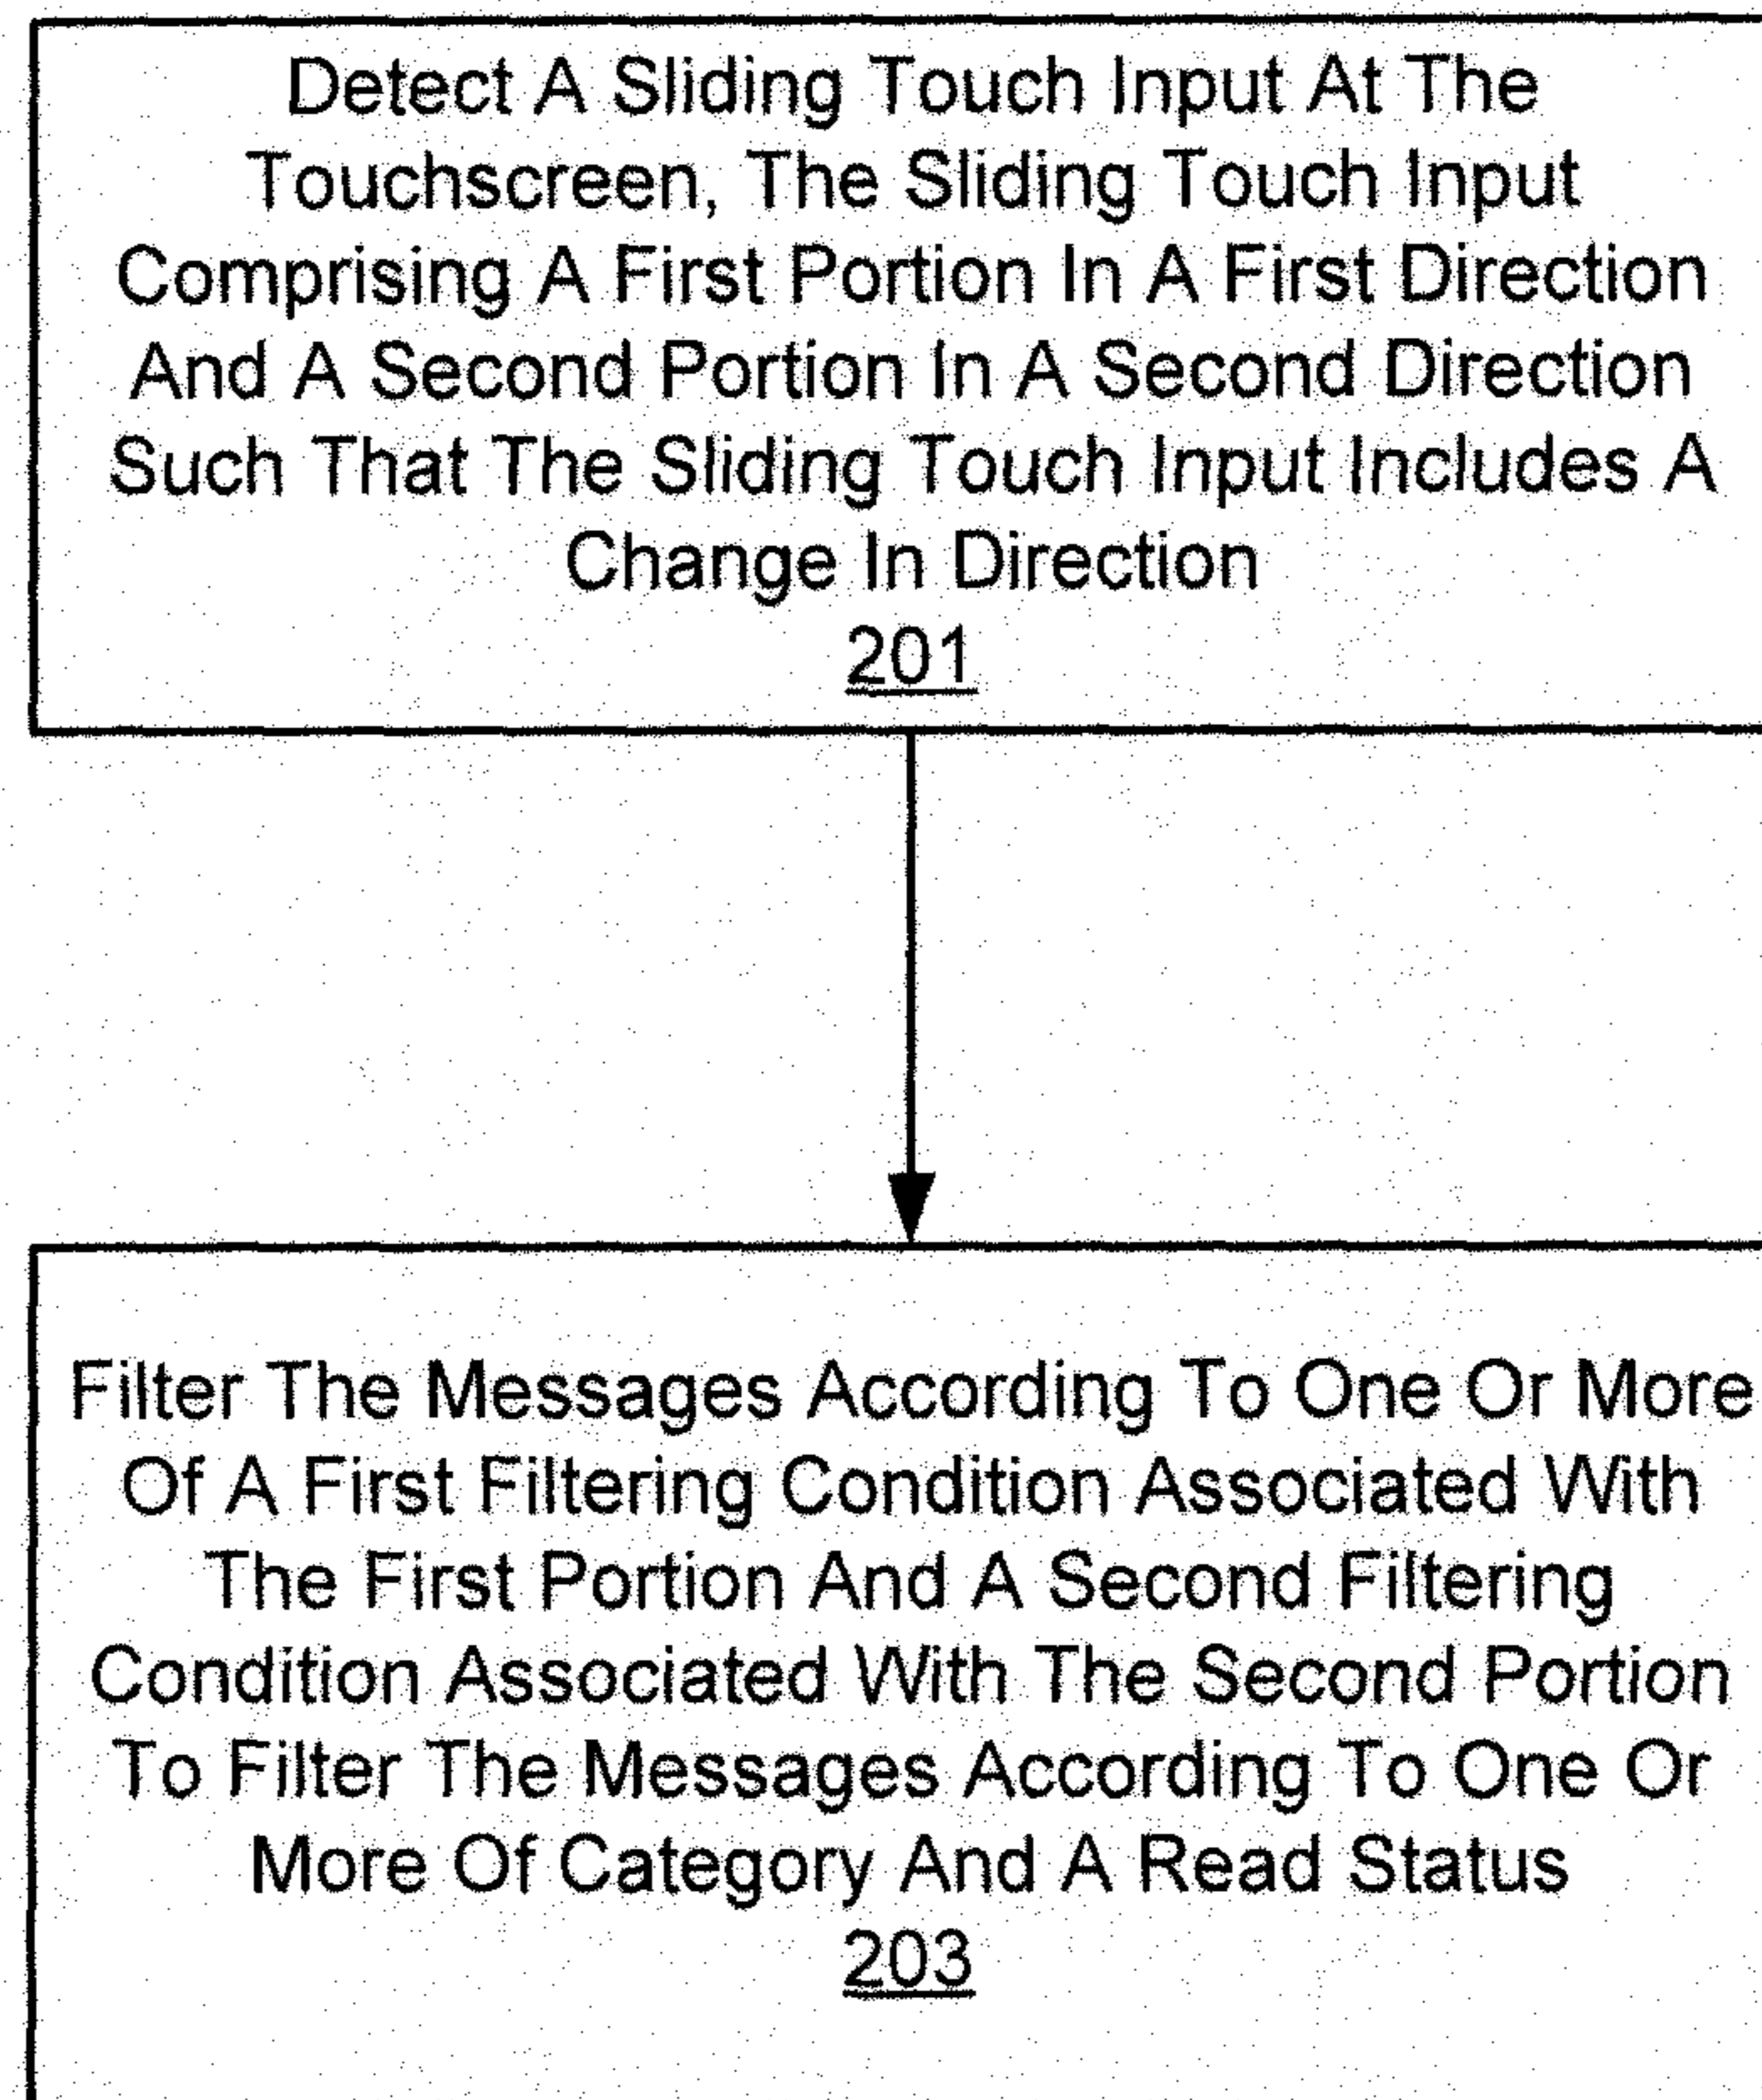 Detect A Sliding Touch Input At The
Touchscreen, The Sliding Touch Input
Comprising A First Portion In A First Direction
And A Second Portion In A Second Direction
Such That The Sliding Touch Input Includes A
Change In Direction
201
Filter The Messages According To One Or More
Of A First Filtering Condition Associated With
The First Portion And A Second Filtering
Condition Associated With The Second Portion
To Filter The Messages According To One Or
More Of Category And A Read Status
203